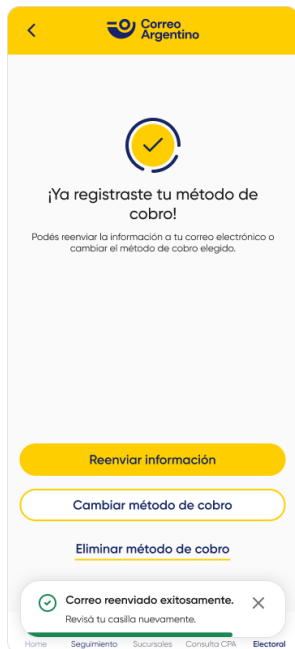 Correo
Argentino
¡Ya registraste tu método de
cobro!
Podés reenviar la información a tu correo electrónico o
cambiar el método de cobro elegido.
Reenviar información
Cambiar método de cobro
Eliminar método de cobro
Correo reenviado exitosamente.
Revisá tu casilla nuevamente.
Home Seguimiento Sucursales Consulta CPA Electoral